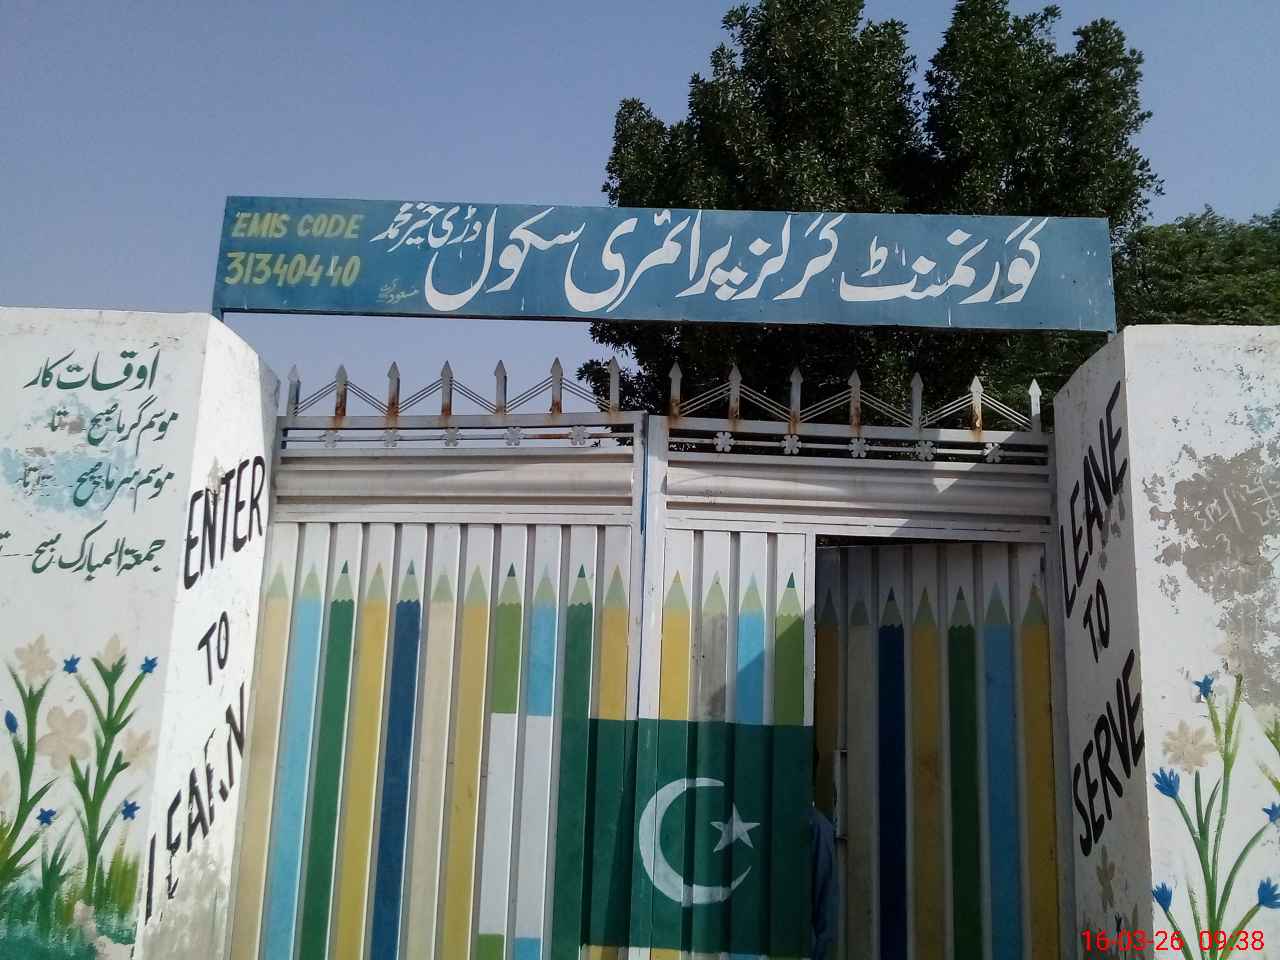 EMIS CODE
31340440
گورنمنٹ گرلز پرائمری سکول وڑی خیر محمد
اوقات کار
موسم گرما صبح تا
موسم سرما صبح تا
جمعۃ المبارک صبح
ENTER
TO
LEARN
LEAVE
TO
SERVE
16-03-26 09:38